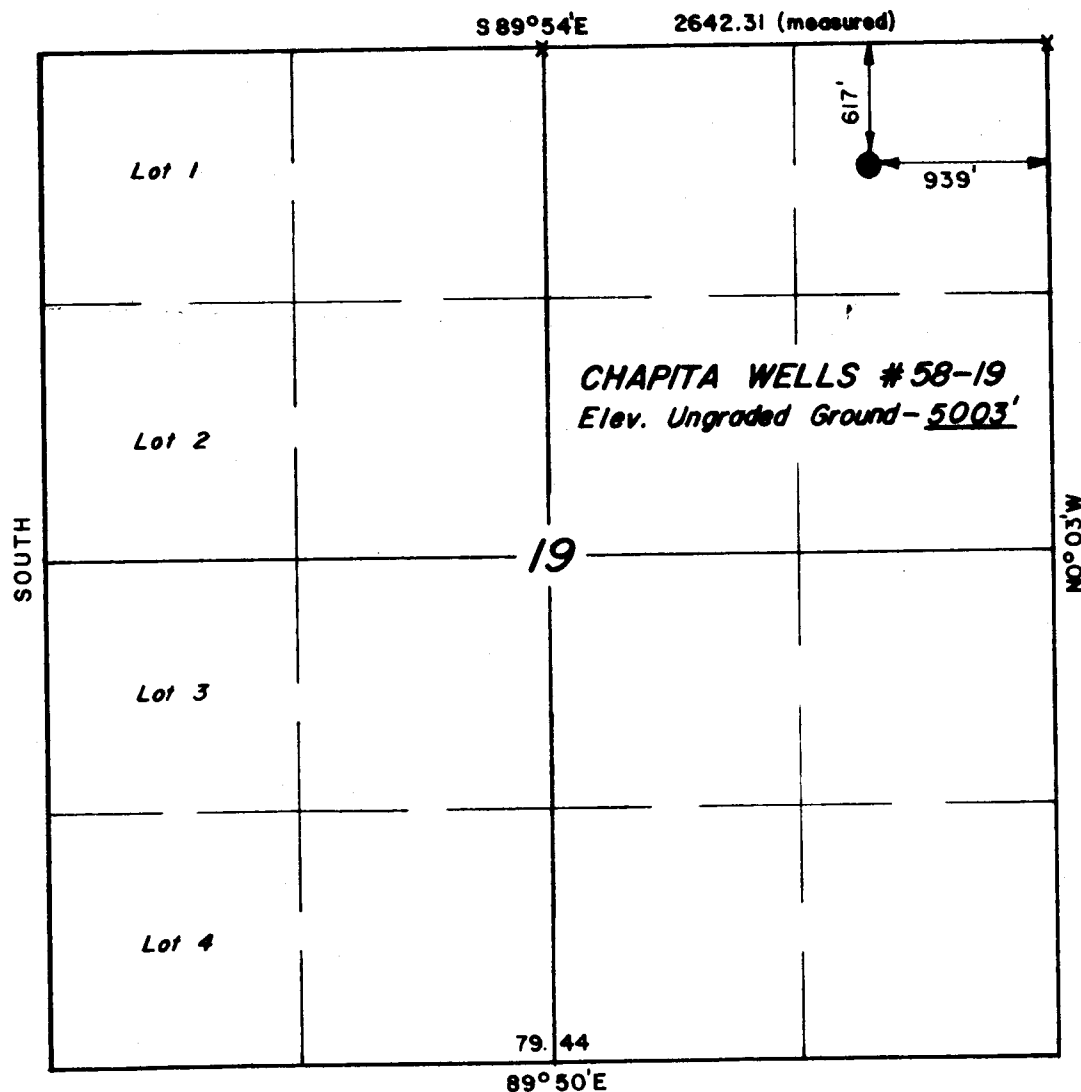 S 89°54'E 2642.31 (measured)
617'
Lot 1
939'
CHAPITA WELLS #58-19
Elev. Ungraded Ground - 5003'
Lot 2
SOUTH
19
N0°03'W
Lot 3
Lot 4
79.44
89°50'E